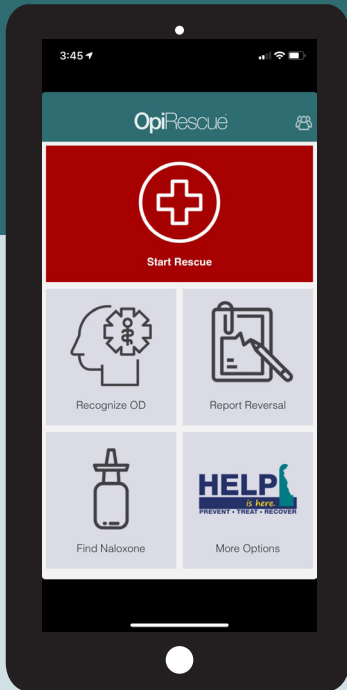 3:45
OpiRescue
Start Rescue
Recognize OD
Report Reversal
Find Naloxone
HELP
is here.
PREVENT • TREAT • RECOVER
More Options